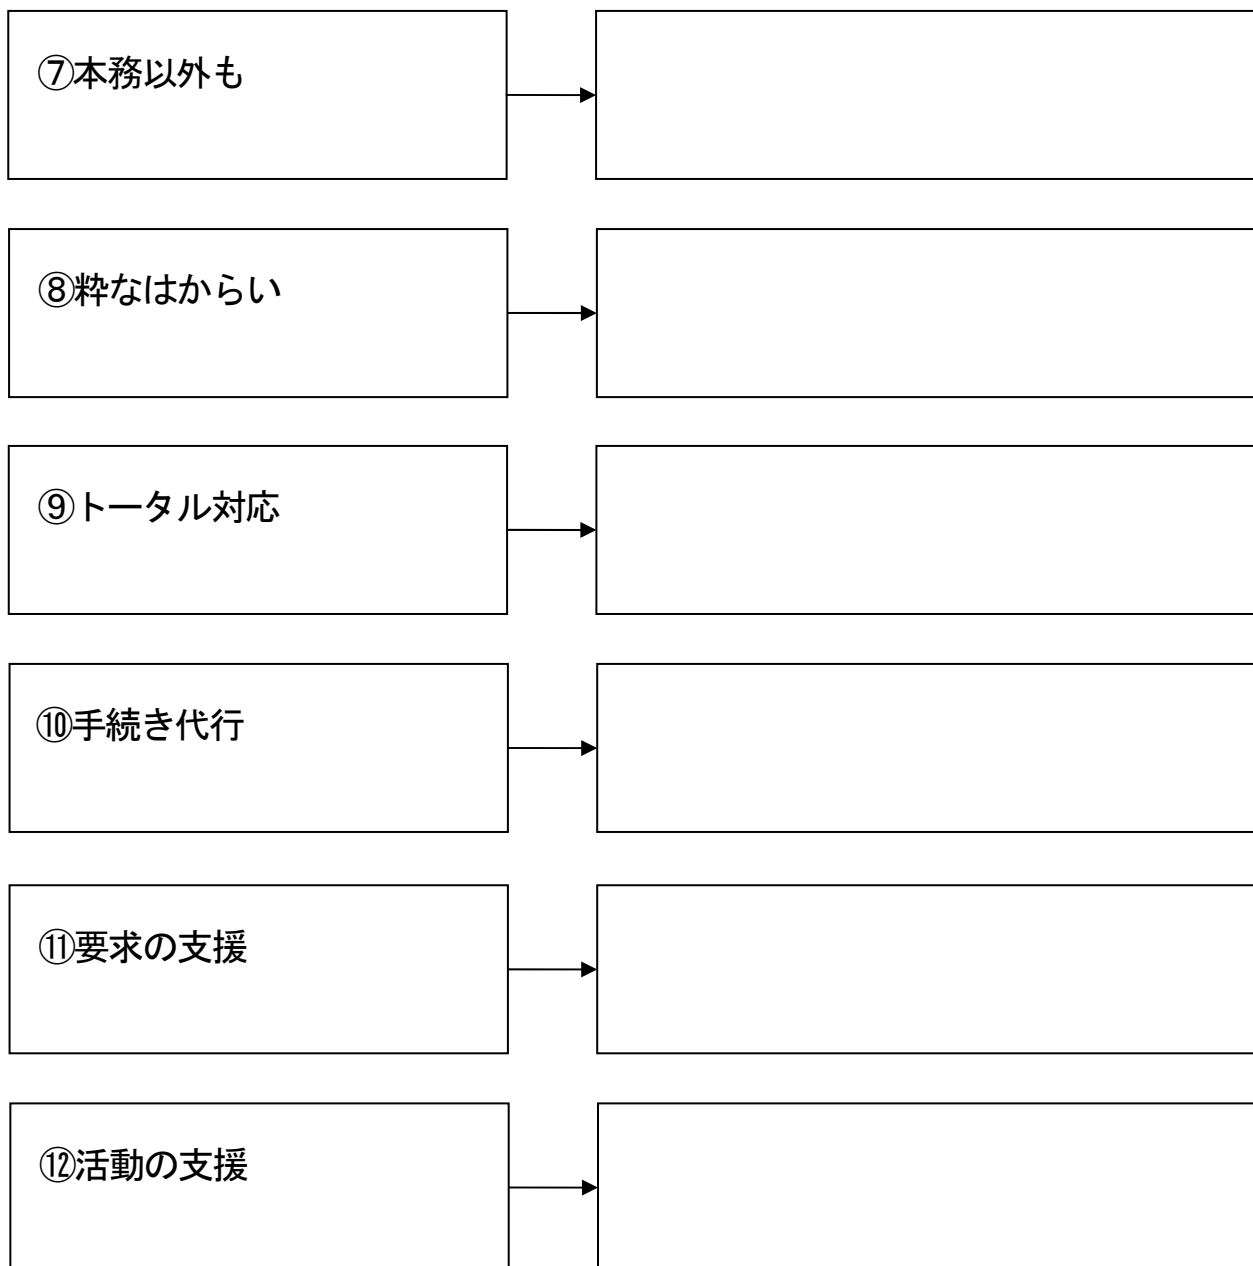 ⑦本務以外も
⑧粋なはからい
⑨トータル対応
⑩手続き代行
⑪要求の支援
⑫活動の支援